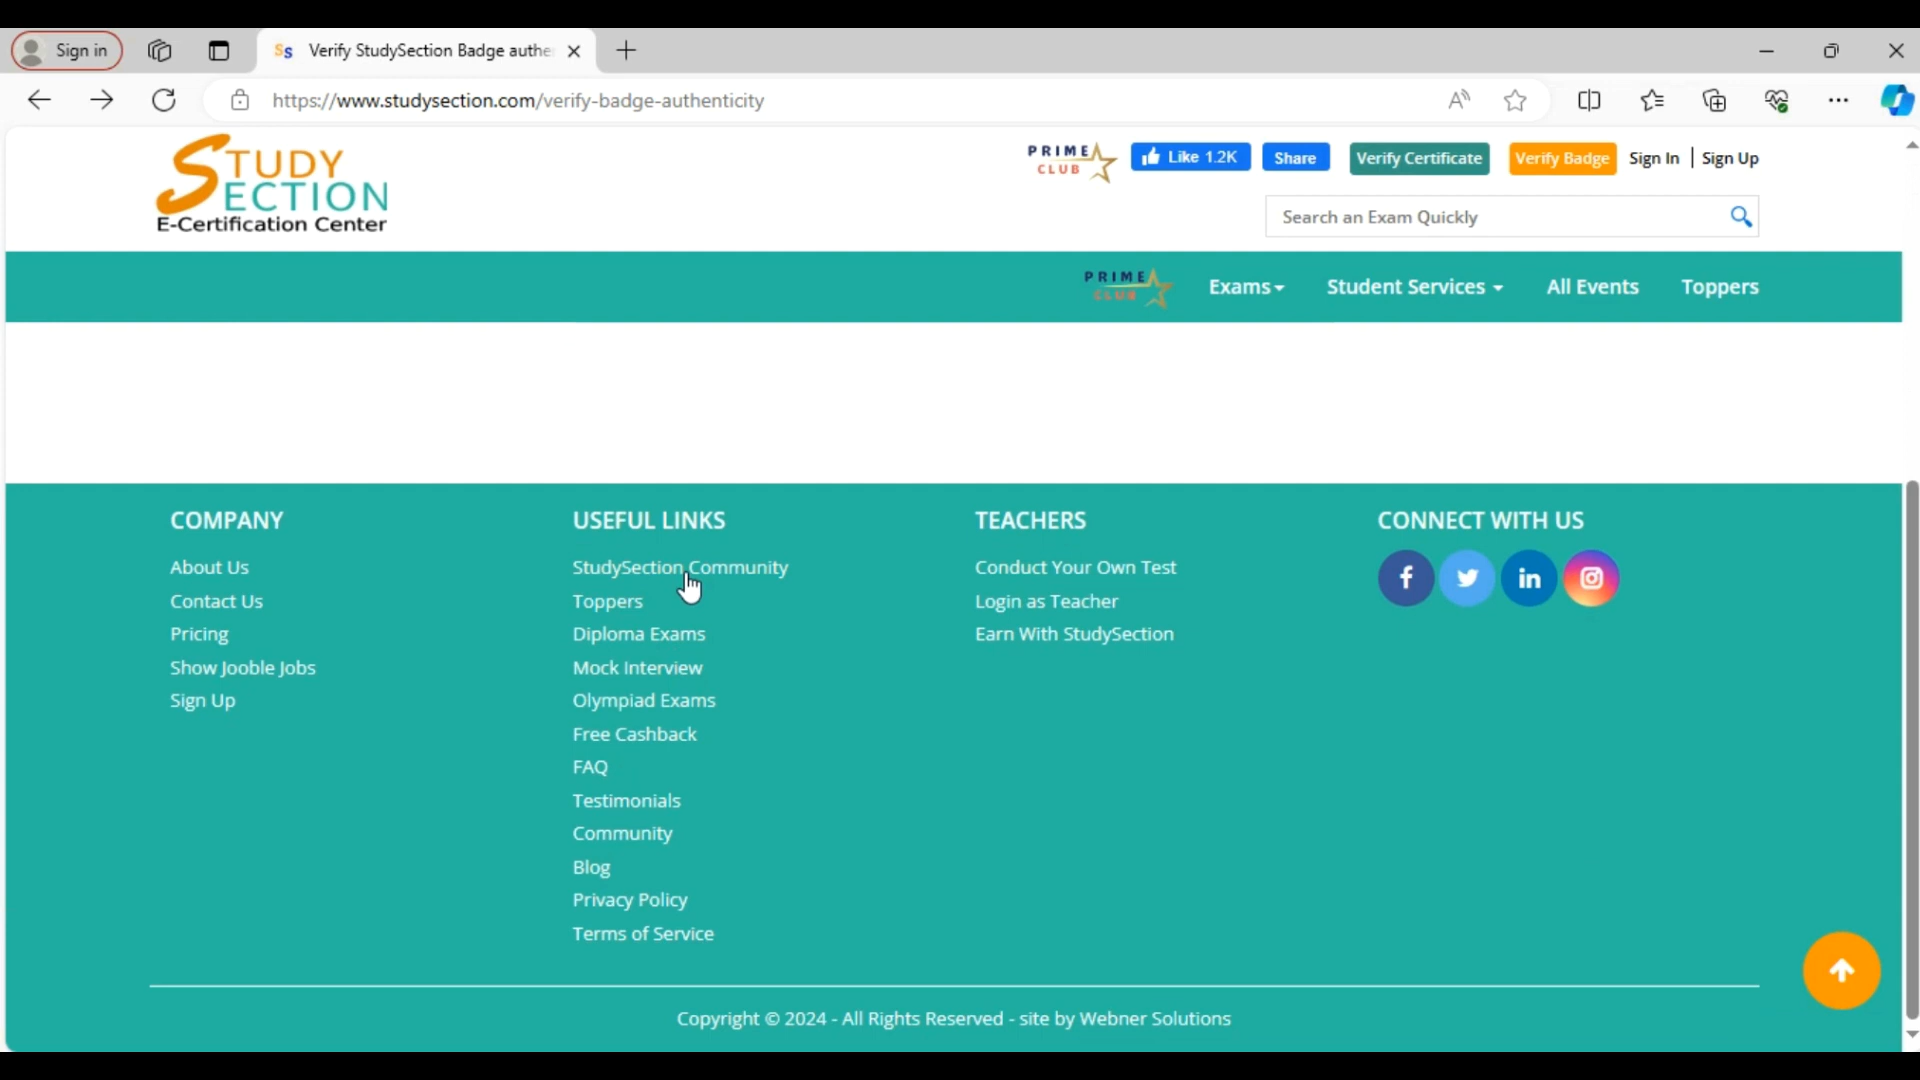 Sign in
Ss Verify StudySection Badge authe
https://www.studysection.com/verify-badge-authenticity
STUDY
SECTION
E-Certification Center
PRIME
CLUB
Like 1.2K
Share
Verify Certificate
Verify Badge
Sign In | Sign Up
Search an Exam Quickly
PRIME
CLUB
Exams
Student Services
All Events
Toppers
COMPANY
About Us
Contact Us
Pricing
Show Jooble Jobs
Sign Up
USEFUL LINKS
StudySection Community
Toppers
Diploma Exams
Mock Interview
Olympiad Exams
Free Cashback
FAQ
Testimonials
Community
Blog
Privacy Policy
Terms of Service
TEACHERS
Conduct Your Own Test
Login as Teacher
Earn With StudySection
CONNECT WITH US
Copyright © 2024 - All Rights Reserved - site by Webner Solutions